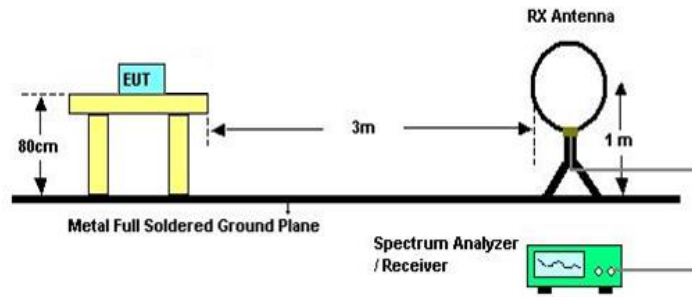 RX Antenna
EUT
3m
80cm
1 m
Metal Full Soldered Ground Plane
Spectrum Analyzer
/ Receiver